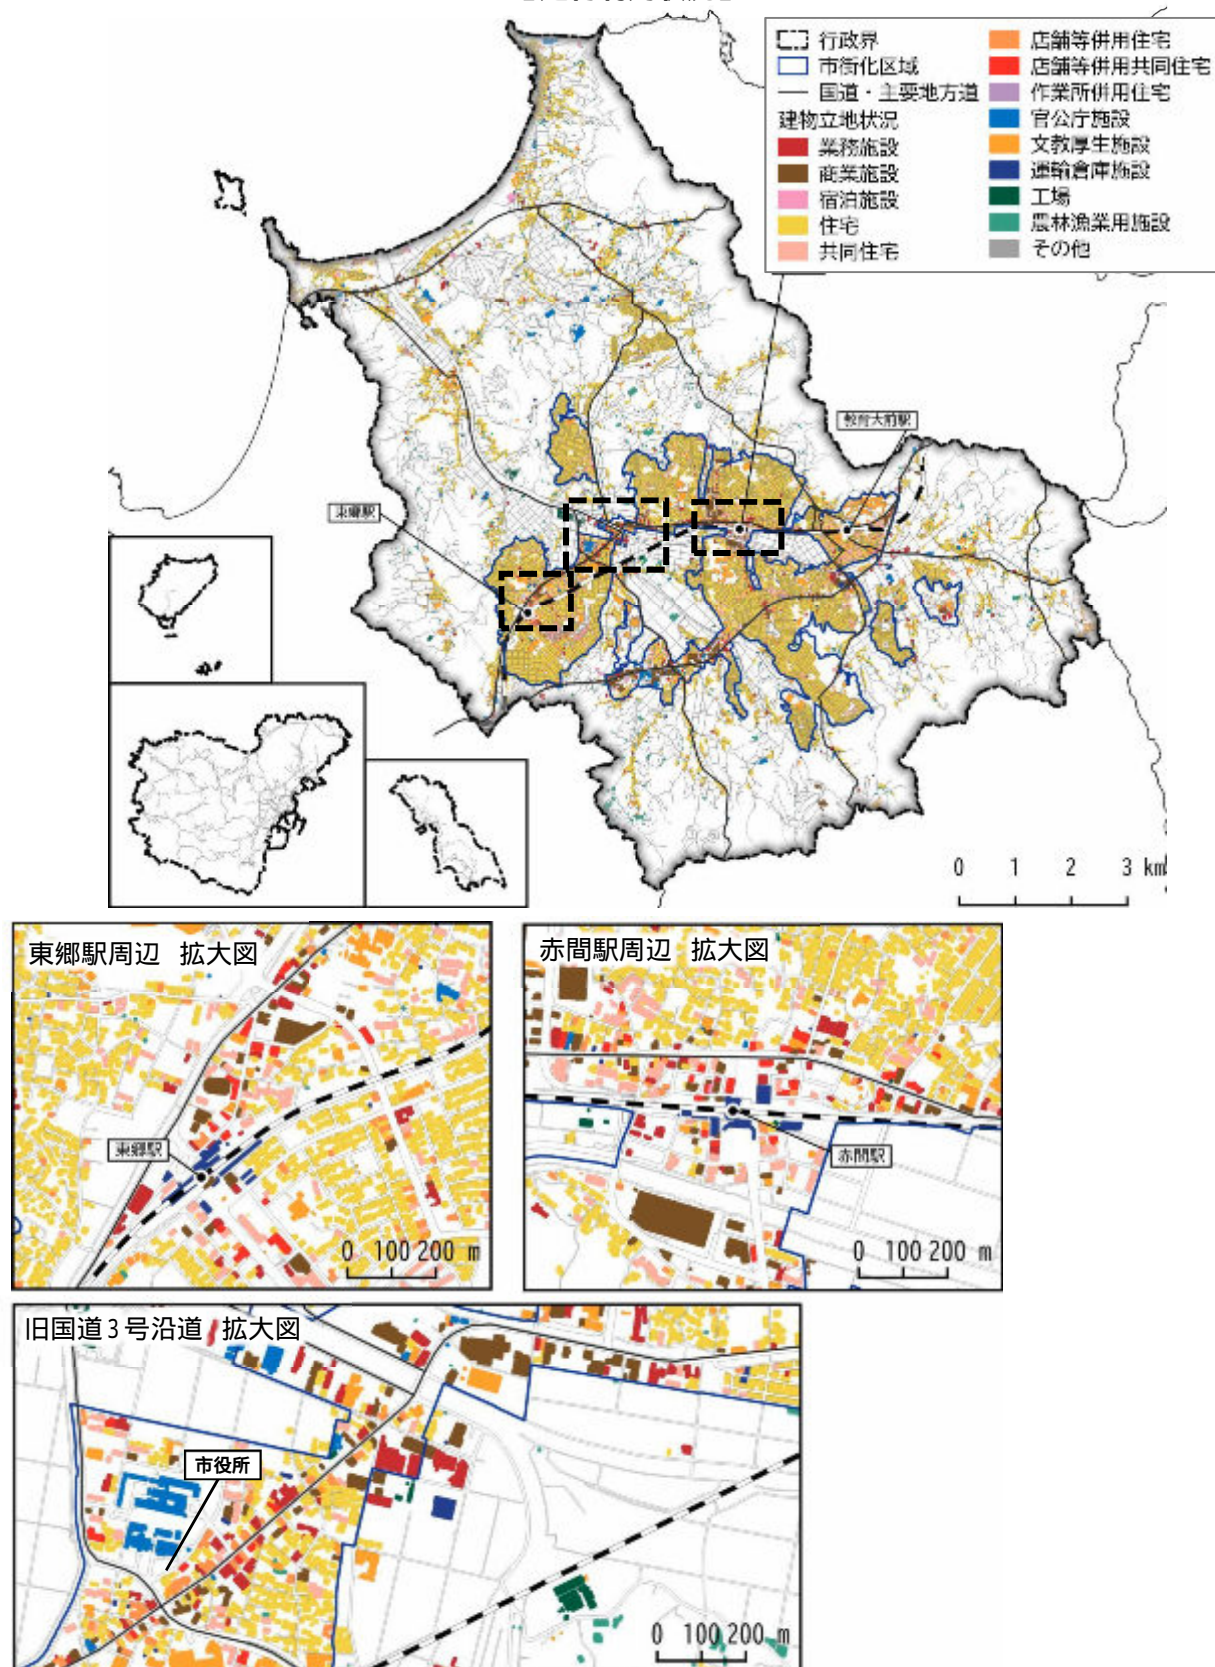 行政界
市街化区域
国道・主要地方道
建物立地状況
業務施設
商業施設
宿泊施設
住宅
共同住宅
店舗等併用住宅
店舗等併用共同住宅
作業所併用住宅
官公庁施設
文教厚生施設
運輸倉庫施設
工場
農林漁業用施設
その他
教育大前駅
東郷駅
0 1 2 3 km
東郷駅周辺 拡大図
東郷駅
0 100 200 m
赤間駅周辺 拡大図
赤間駅
0 100 200 m
旧国道3号沿道 拡大図
市役所
0 100 200 m